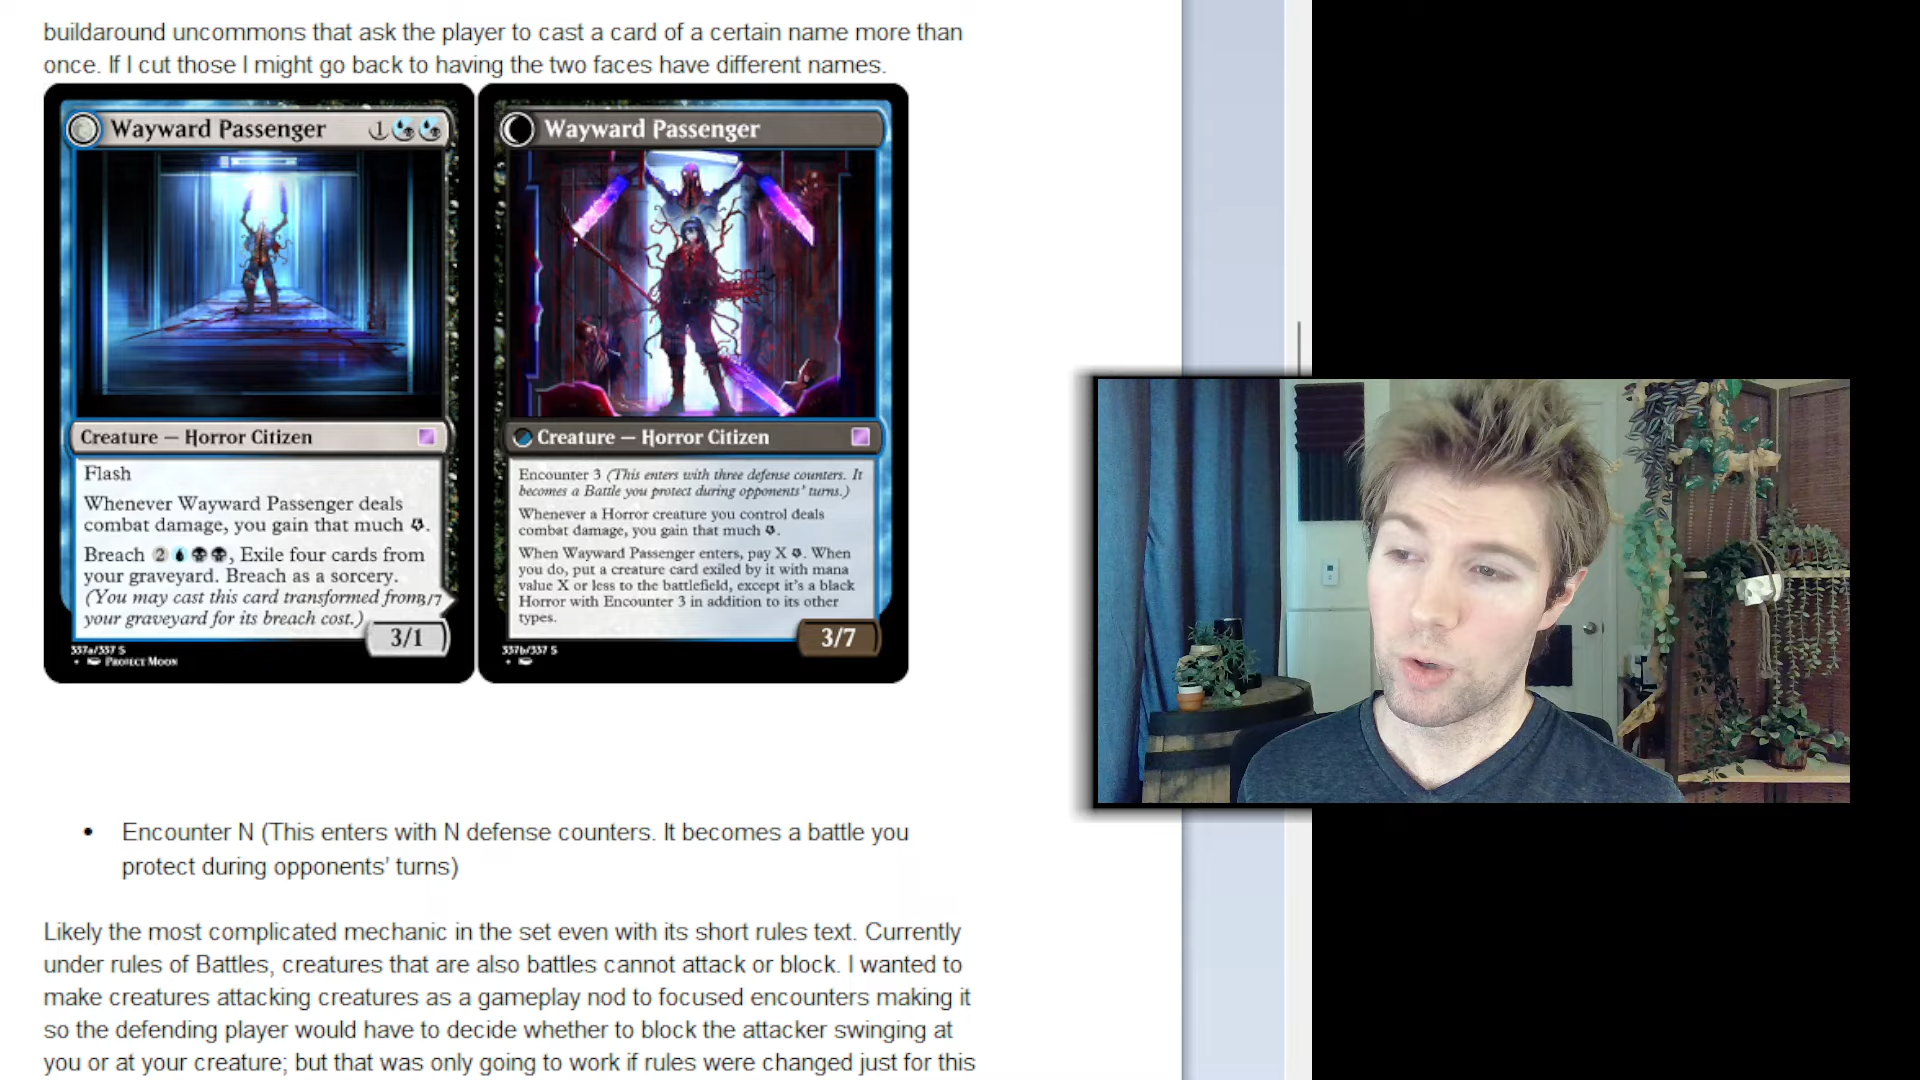 buildaround uncommons that ask the player to cast a card of a certain name more than
once. If I cut those I might go back to having the two faces have different names.
Wayward Passenger 1
Creature — Horror Citizen
Flash
Whenever Wayward Passenger deals
combat damage, you gain that much
Breach 2, Exile four cards from
your graveyard. Breach as a sorcery.
(You may cast this card transformed from
your graveyard for its breach cost.)
3/7
3/1
337a/337 S
PROJECT MOON
Wayward Passenger
Creature — Horror Citizen
Encounter 3 (This enters with three defense counters. It
becomes a Battle you protect during opponents' turns.)
Whenever a Horror creature you control deals
combat damage, you gain that much
When Wayward Passenger enters, pay X. When
you do, put a creature card exiled by it with mana
value X or less to the battlefield, except it's a black
Horror with Encounter 3 in addition to its other
types.
3/7
337b/337 S
• Encounter N (This enters with N defense counters. It becomes a battle you
protect during opponents' turns)
Likely the most complicated mechanic in the set even with its short rules text. Currently
under rules of Battles, creatures that are also battles cannot attack or block. I wanted to
make creatures attacking creatures as a gameplay nod to focused encounters making it
so the defending player would have to decide whether to block the attacker swinging at
you or at your creature; but that was only going to work if rules were changed just for this